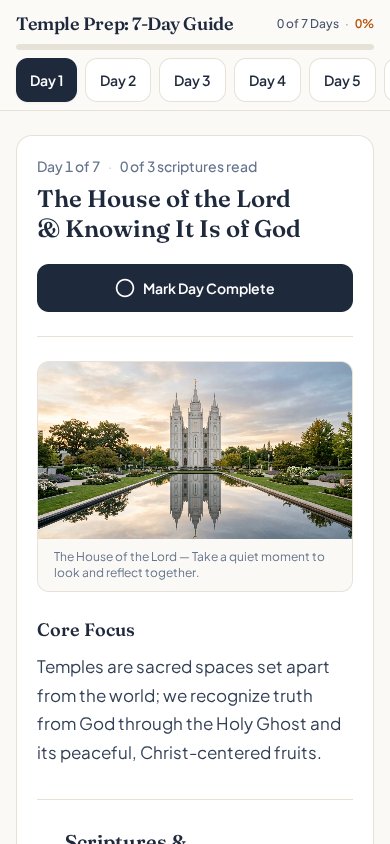 Temple Prep: 7-Day Guide
0 of 7 Days · 0%
Day 1
Day 2
Day 3
Day 4
Day 5
Day 1 of 7 · 0 of 3 scriptures read
The House of the Lord
& Knowing It Is of God
Mark Day Complete
The House of the Lord — Take a quiet moment to
look and reflect together.
Core Focus
Temples are sacred spaces set apart
from the world; we recognize truth
from God through the Holy Ghost and
its peaceful, Christ-centered fruits.
Scriptures &